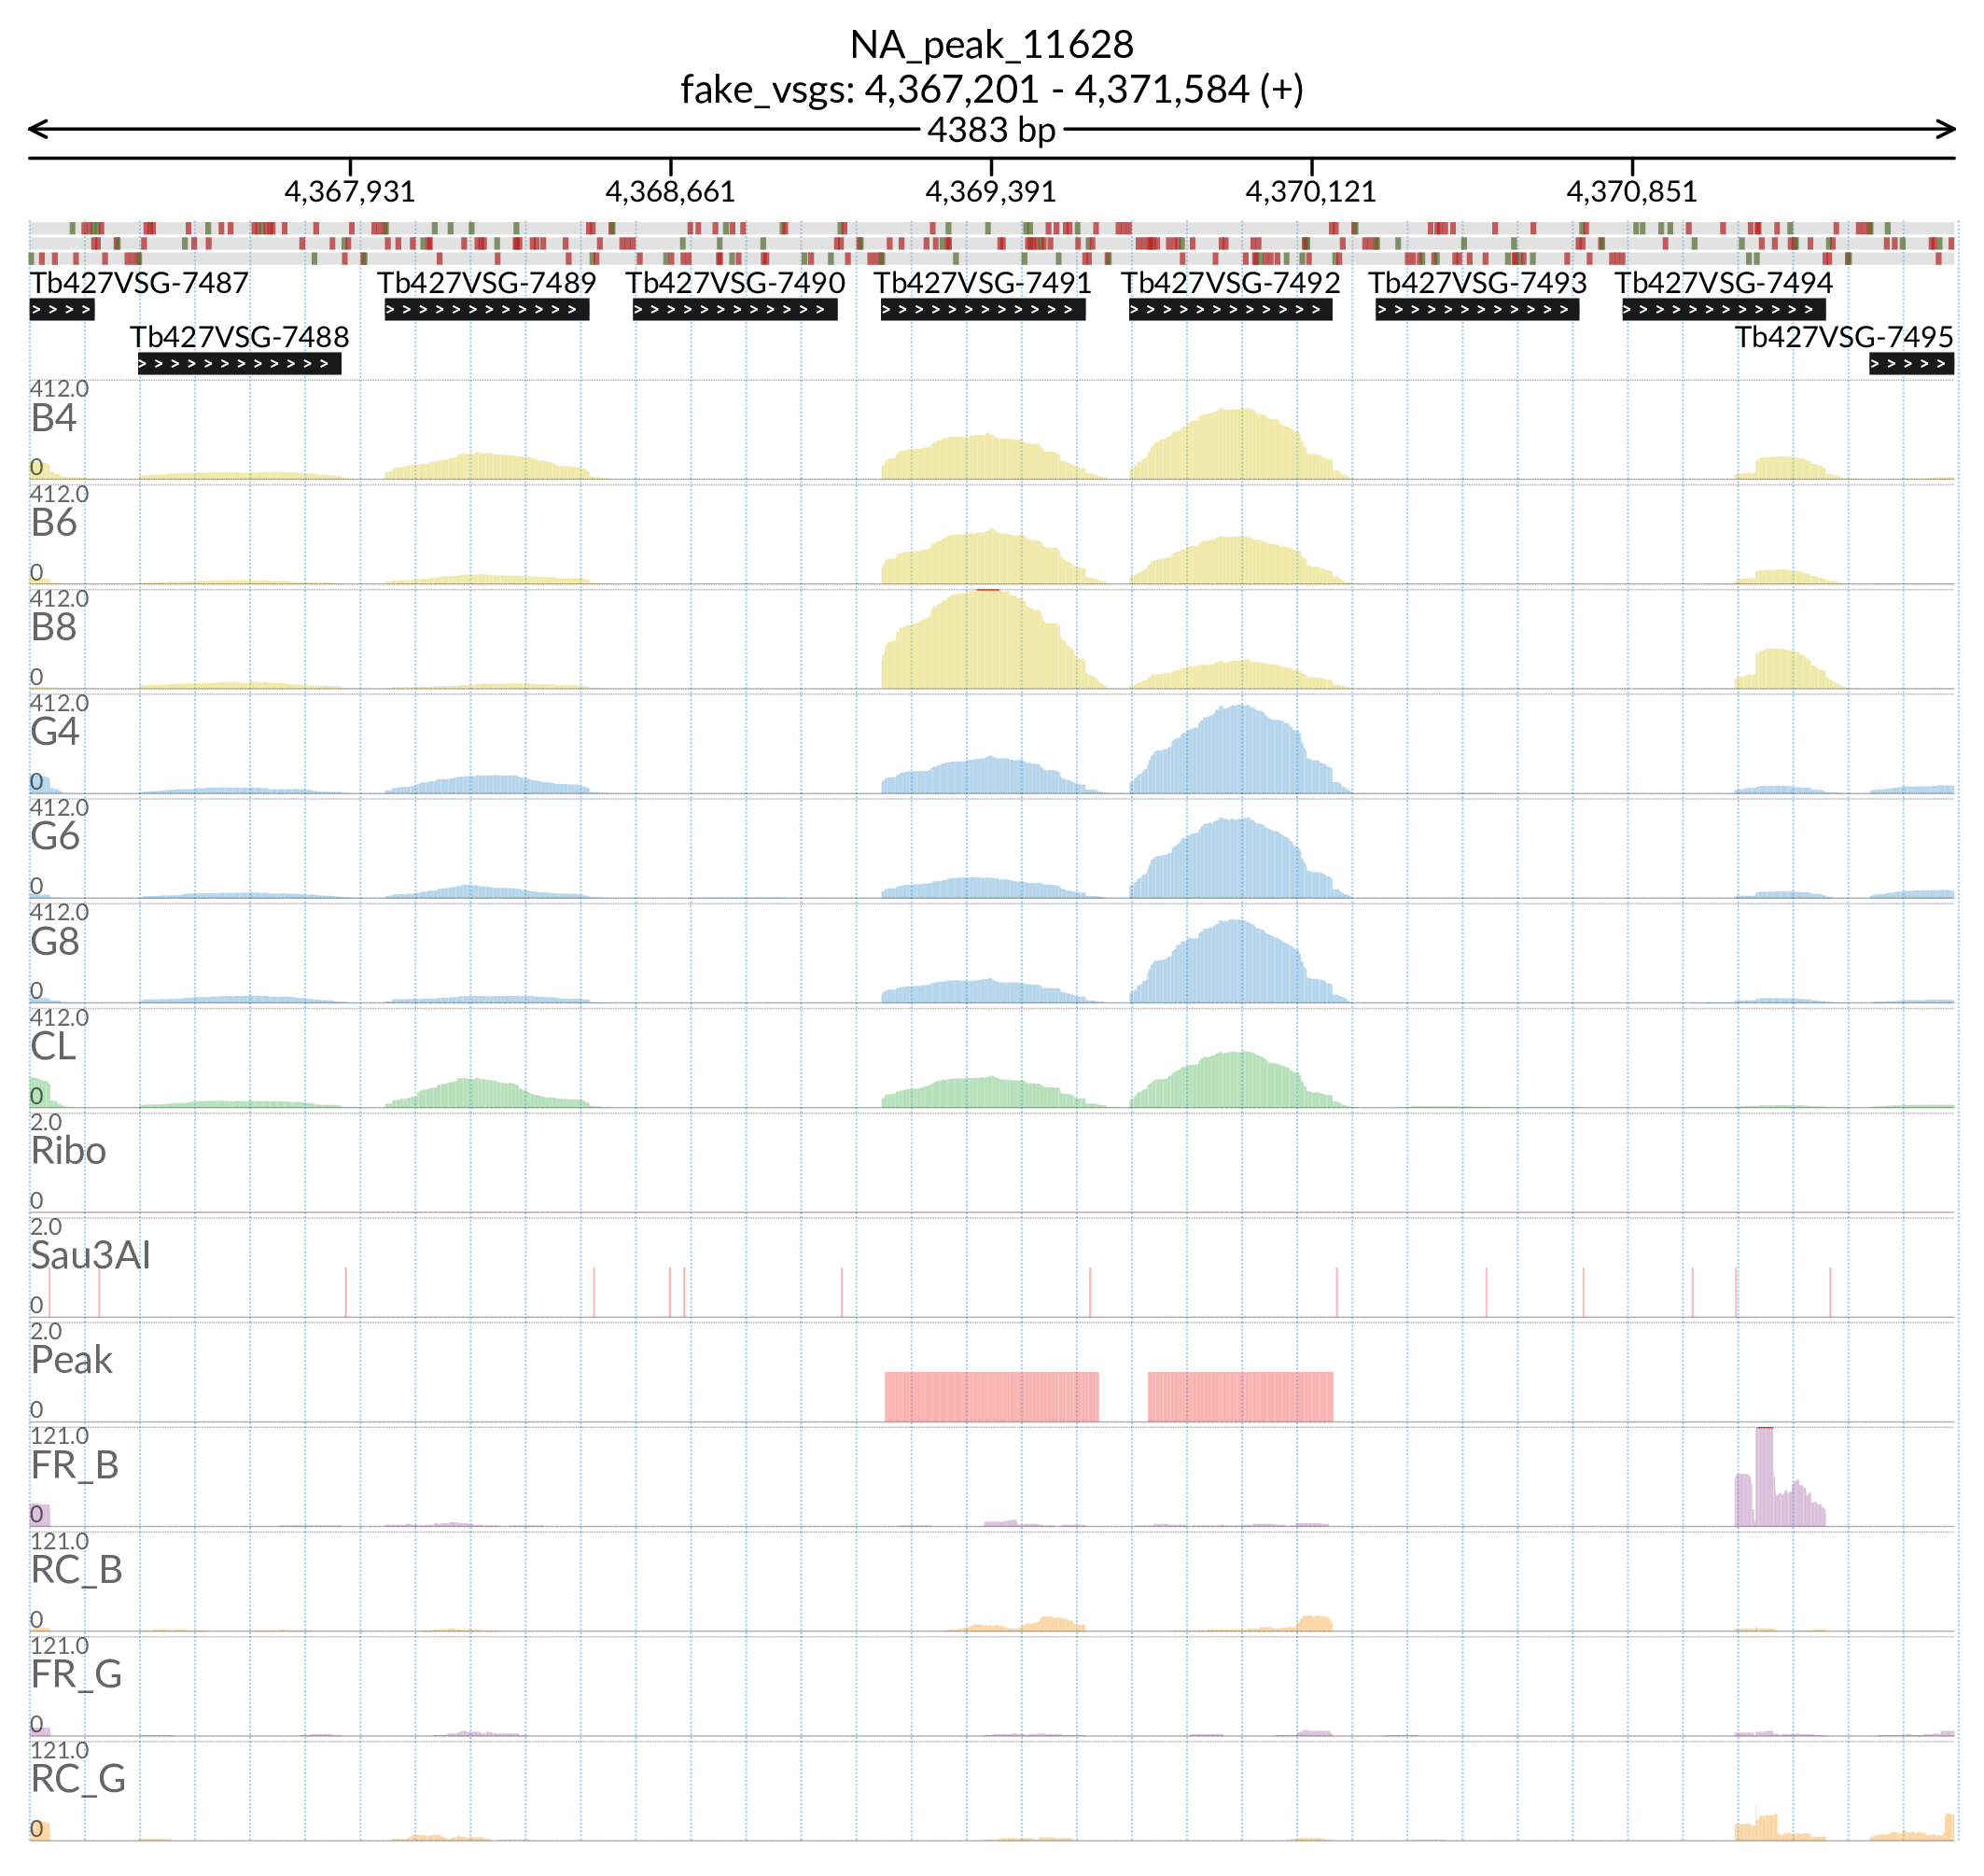 NA_peak_11628
fake_vsgs: 4,367,201 - 4,371,584 (+)
4383 bp
4,367,931 4,368,661 4,369,391 4,370,121 4,370,851
Tb427VSG-7487 Tb427VSG-7489 Tb427VSG-7490 Tb427VSG-7491 Tb427VSG-7492 Tb427VSG-7493 Tb427VSG-7494
Tb427VSG-7488 Tb427VSG-7495
412.0
B4
0
412.0
B6
0
412.0
B8
0
412.0
G4
0
412.0
G6
0
412.0
G8
0
412.0
CL
0
2.0
Ribo
0
2.0
Sau3AI
0
2.0
Peak
0
121.0
FR_B
0
121.0
RC_B
0
121.0
FR_G
0
121.0
RC_G
0